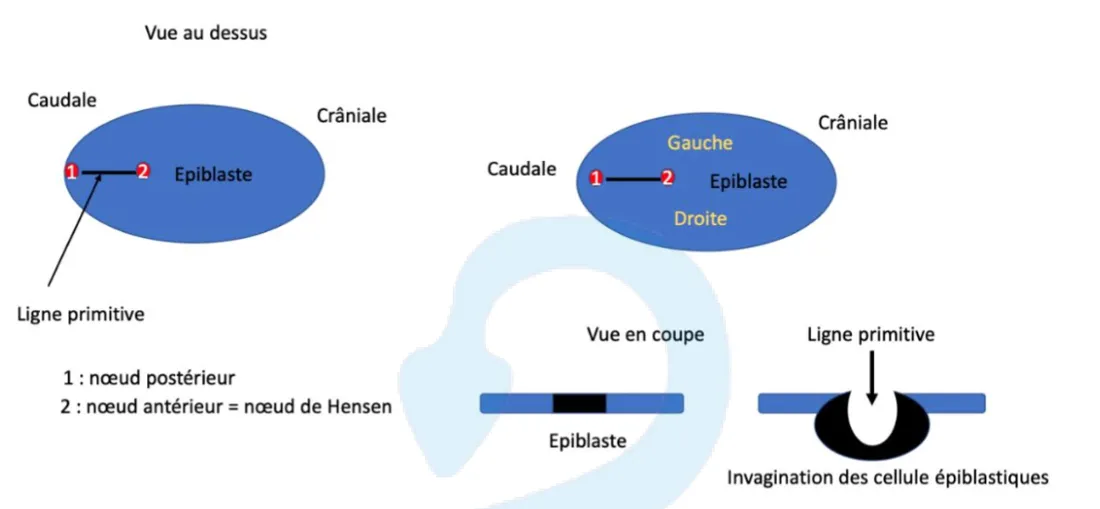 Vue au dessus
Caudale
Crâniale
1
2
Epiblaste
Ligne primitive
1 : nœud postérieur
2 : nœud antérieur = nœud de Hensen
Crâniale
Gauche
Caudale
1
2
Epiblaste
Droite
Vue en coupe
Ligne primitive
Epiblaste
Invagination des cellule épiblastiques